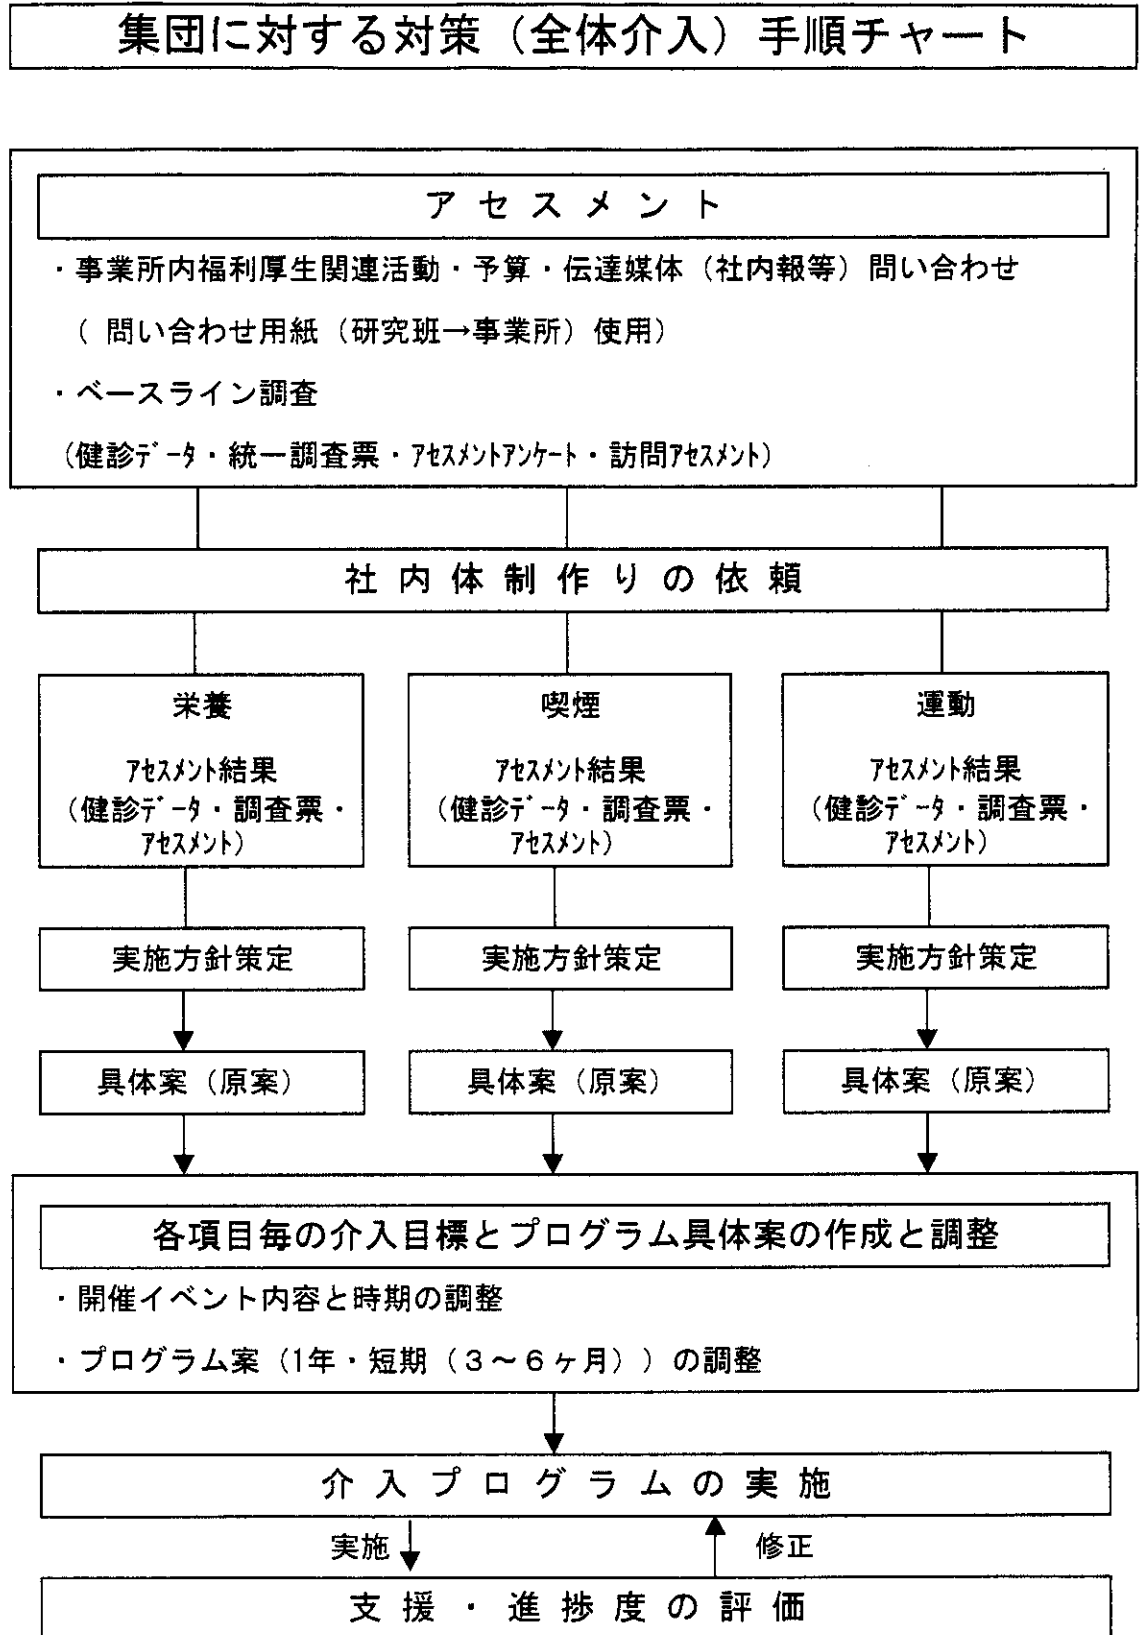 集団に対する対策（全体介入）手順チャート
アセスメント
・事業所内福利厚生関連活動・予算・伝達媒体（社内報等）問い合わせ
（ 問い合わせ用紙（研究班→事業所）使用）
・ベースライン調査
（健診ﾃﾞｰﾀ・統一調査票・ｱｾｽﾒﾝﾄｱﾝｹｰﾄ・訪問ｱｾｽﾒﾝﾄ）
社内体制作りの依頼
栄養
ｱｾｽﾒﾝﾄ結果
（健診ﾃﾞｰﾀ・調査票・
ｱｾｽﾒﾝﾄ）
喫煙
ｱｾｽﾒﾝﾄ結果
（健診ﾃﾞｰﾀ・調査票・
ｱｾｽﾒﾝﾄ）
運動
ｱｾｽﾒﾝﾄ結果
（健診ﾃﾞｰﾀ・調査票・
ｱｾｽﾒﾝﾄ）
実施方針策定
実施方針策定
実施方針策定
具体案（原案）
具体案（原案）
具体案（原案）
各項目毎の介入目標とプログラム具体案の作成と調整
・開催イベント内容と時期の調整
・プログラム案（1年・短期（３～６ヶ月））の調整
介入プログラムの実施
実施
修正
支援・進捗度の評価